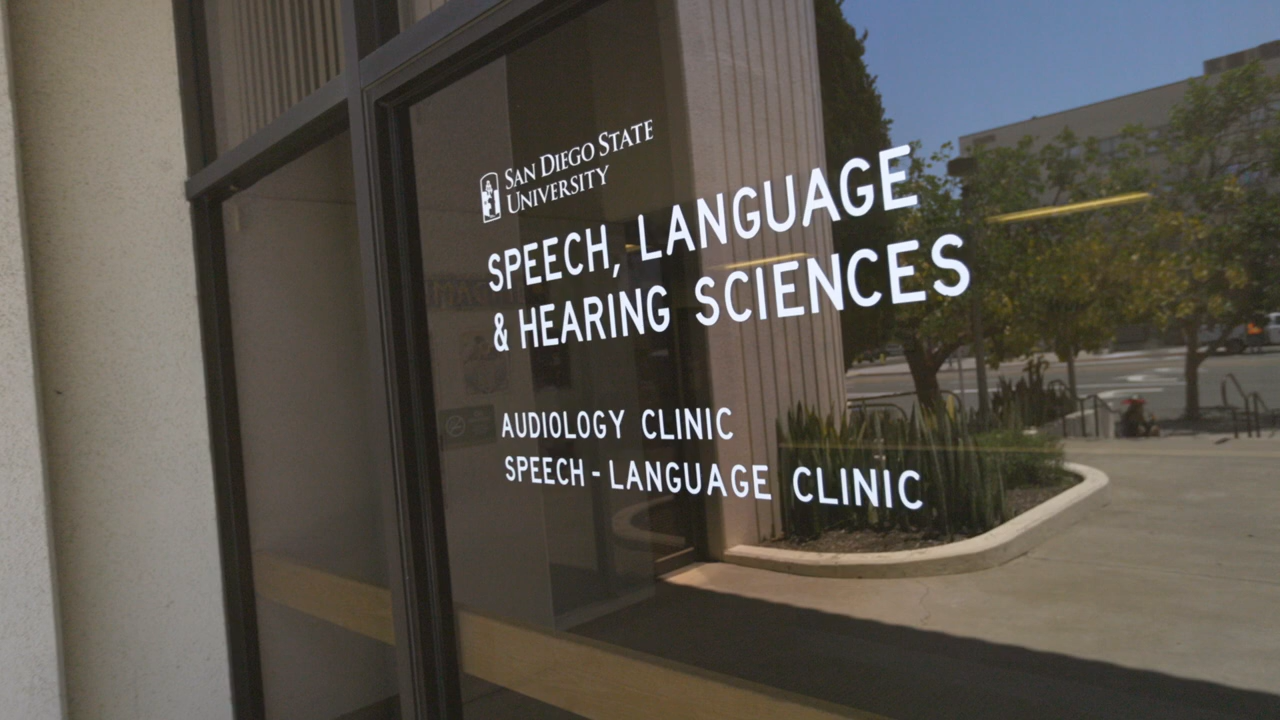 SAN DIEGO STATE
UNIVERSITY
SPEECH, LANGUAGE
& HEARING SCIENCES
AUDIOLOGY CLINIC
SPEECH-LANGUAGE CLINIC